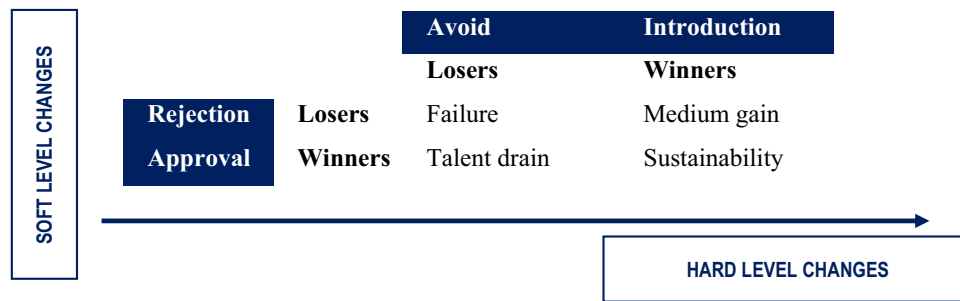 SOFT LEVEL CHANGES
Avoid Introduction
Losers Winners
Rejection Losers Failure Medium gain
Approval Winners Talent drain Sustainability
HARD LEVEL CHANGES